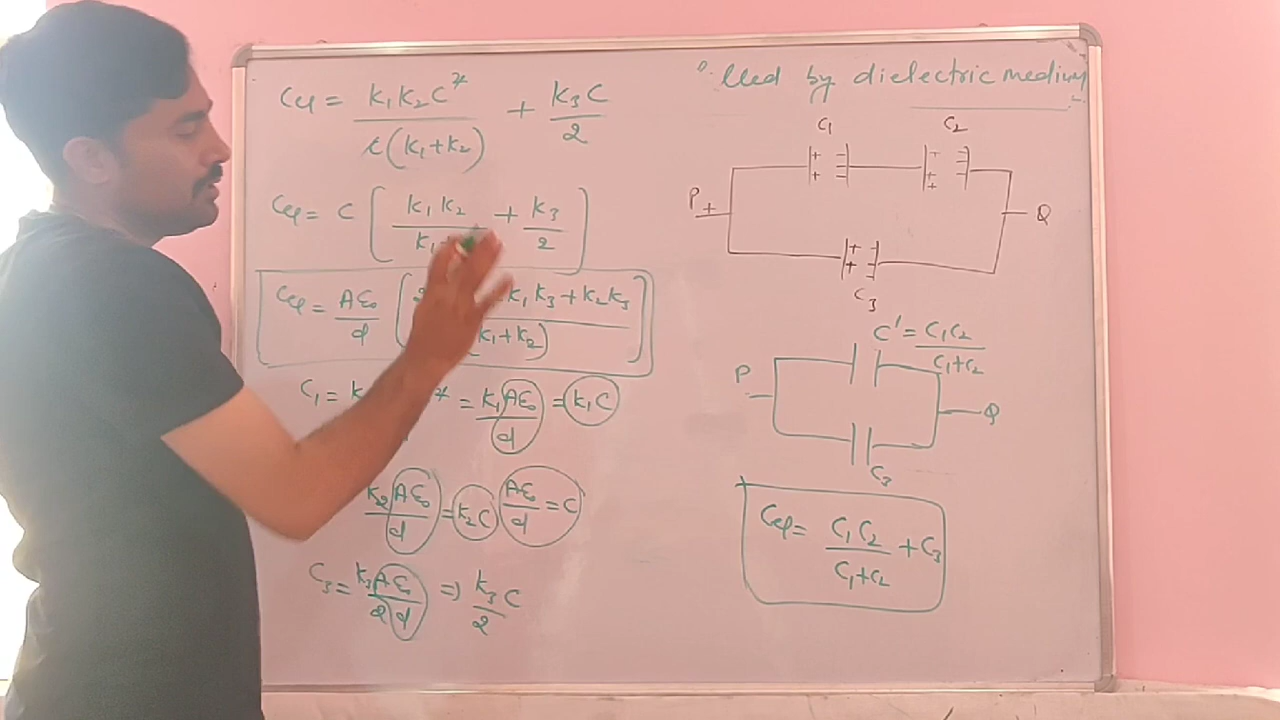 Ceq = K₁K₂C² / C(K₁+K₂) + K₃C / 2
Ceq = C [ K₁K₂ / K₁+ + K₃ / 2 ]
Ceq = Aε₀ / d [ K₁K₃+K₂K₃ / (K₁+K₂) ]
C₁ = K = K₁Aε₀ / d = K₁C
K₂Aε₀ / d = K₂C Aε₀ / d = C
C₃ = K₃Aε₀ / 2d ⇒ K₃ / 2 C
lled by dielectric medium
C₁ C₂
P + + + + + Q
+ +
C₃
C' = C₁C₂ / C₁+C₂
P Q
C₃
Ceq = C₁C₂ / C₁+C₂ + C₃